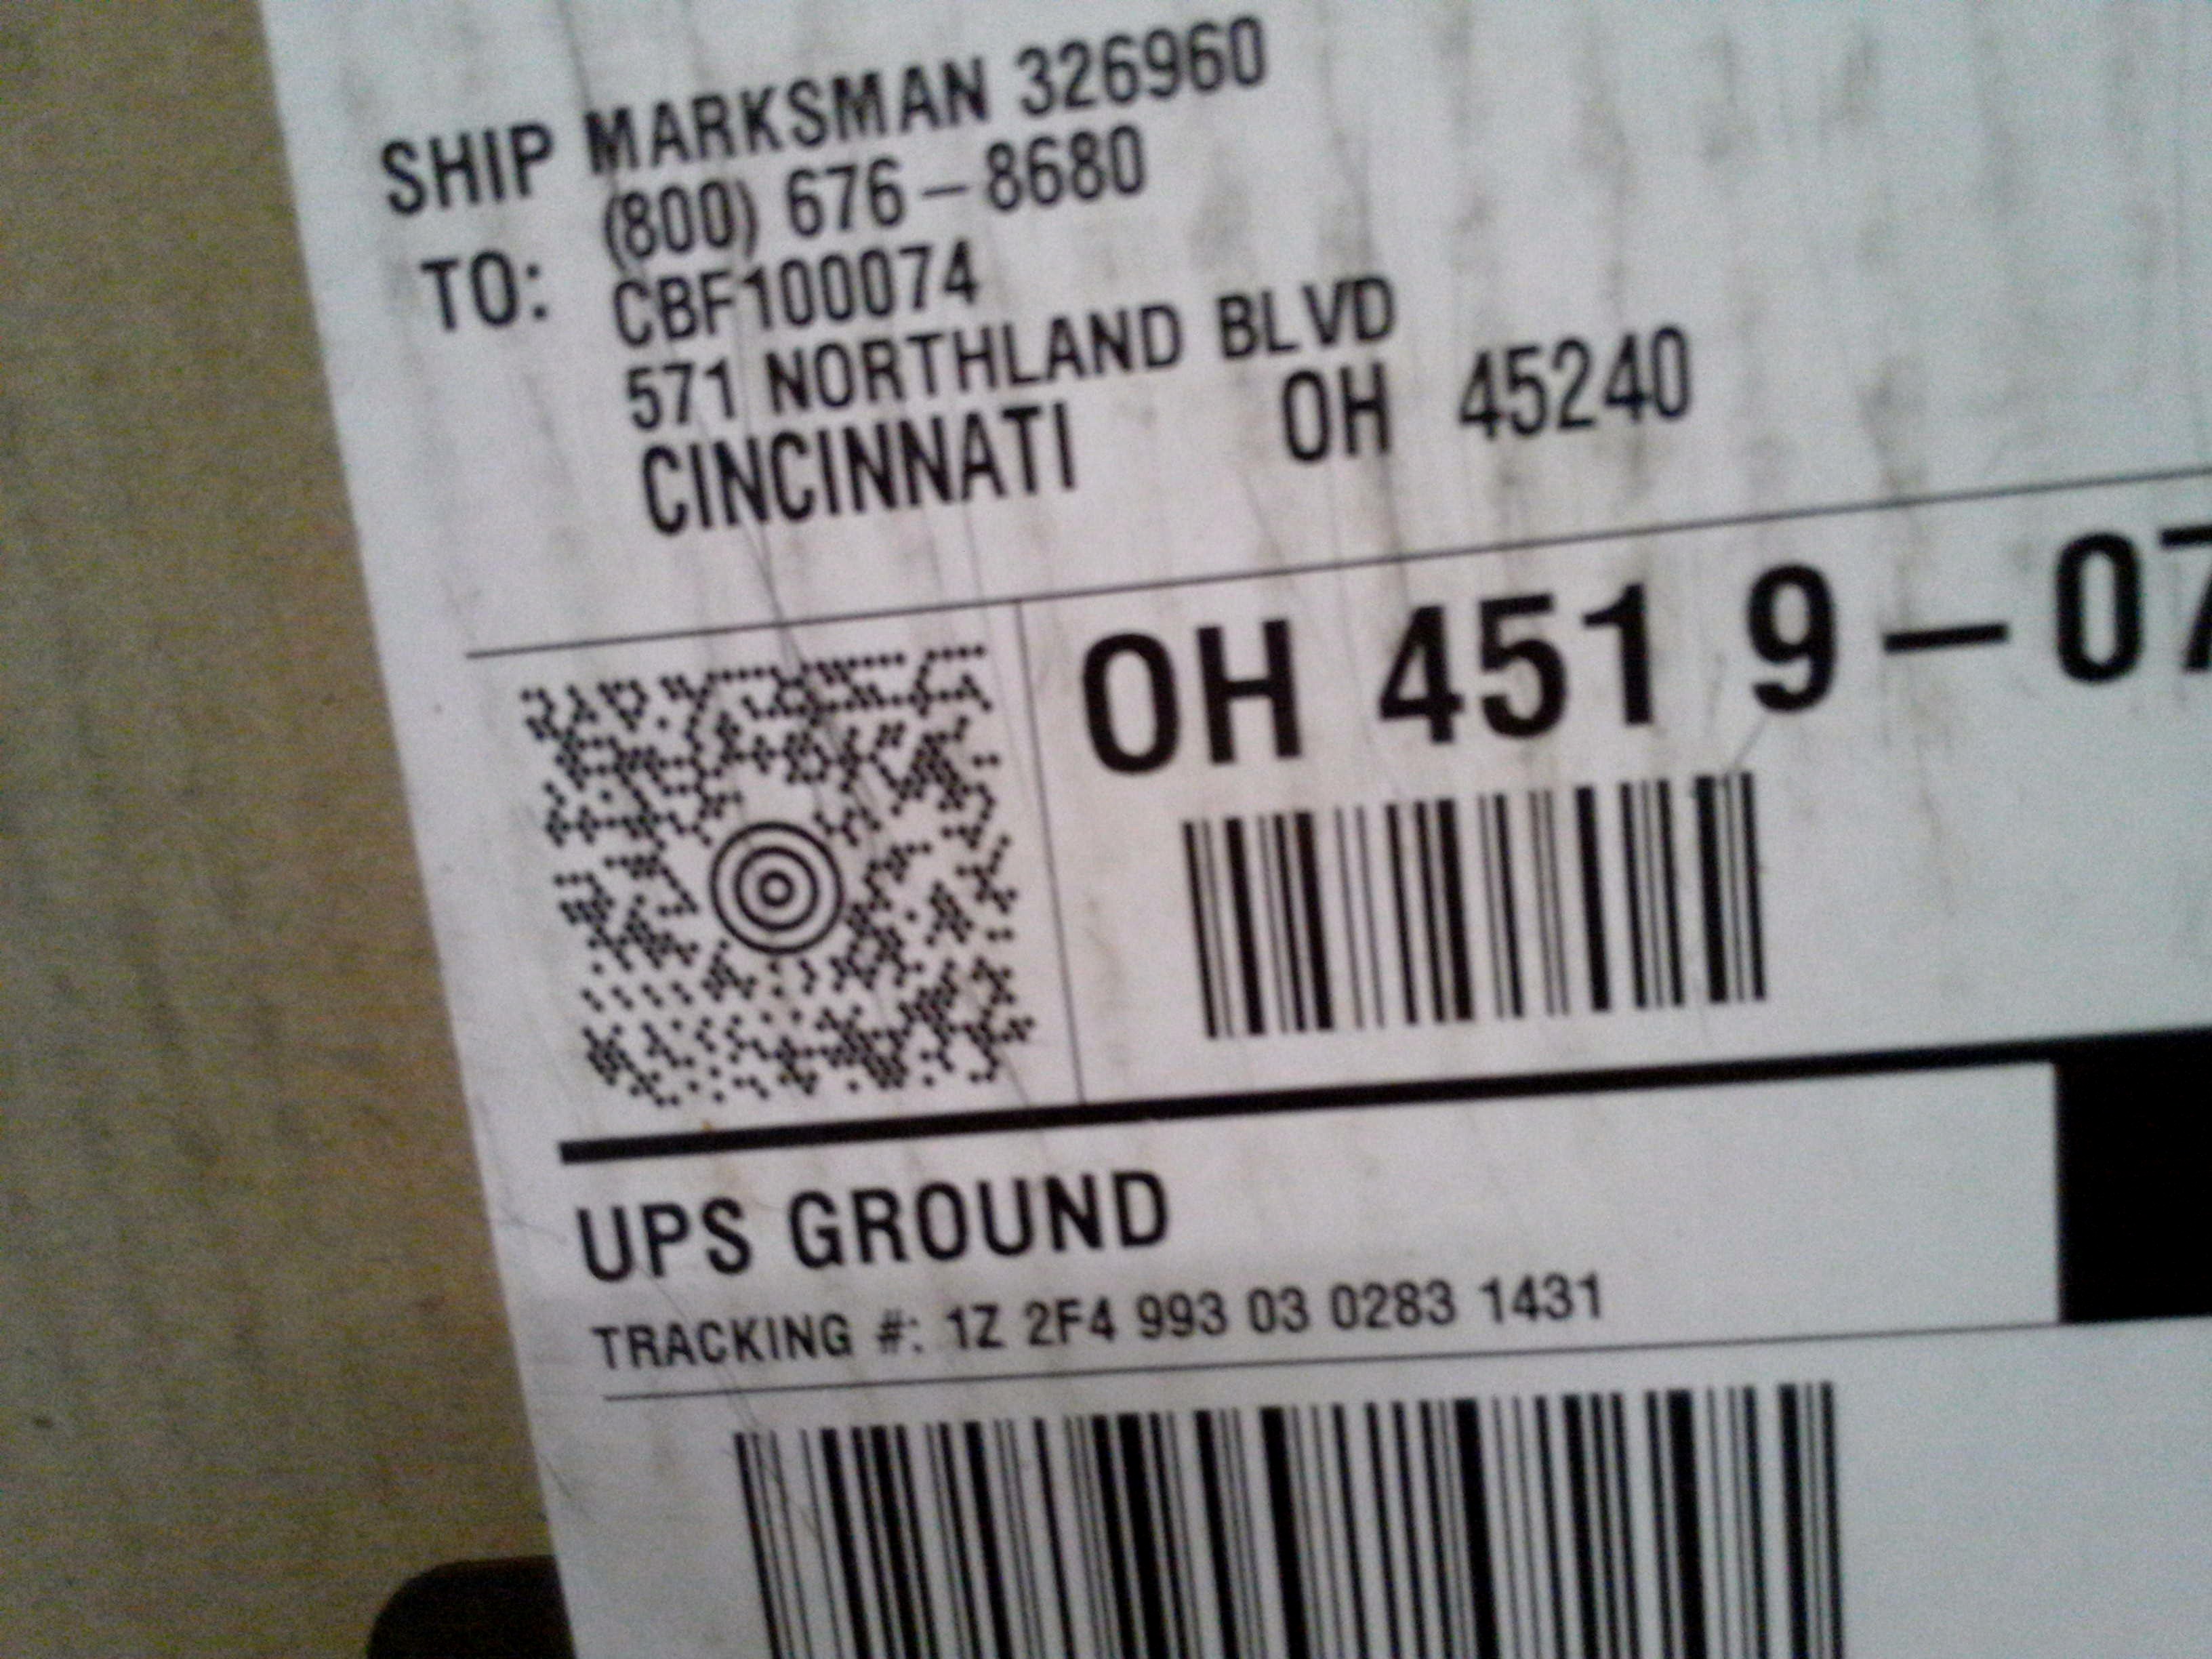 SHIP MARKSMAN 326960
(800) 676-8680
TO: CBF100074
571 NORTHLAND BLVD
CINCINNATI OH 45240
OH 451 9-07
UPS GROUND
TRACKING #: 1Z 2F4 993 03 0283 1431